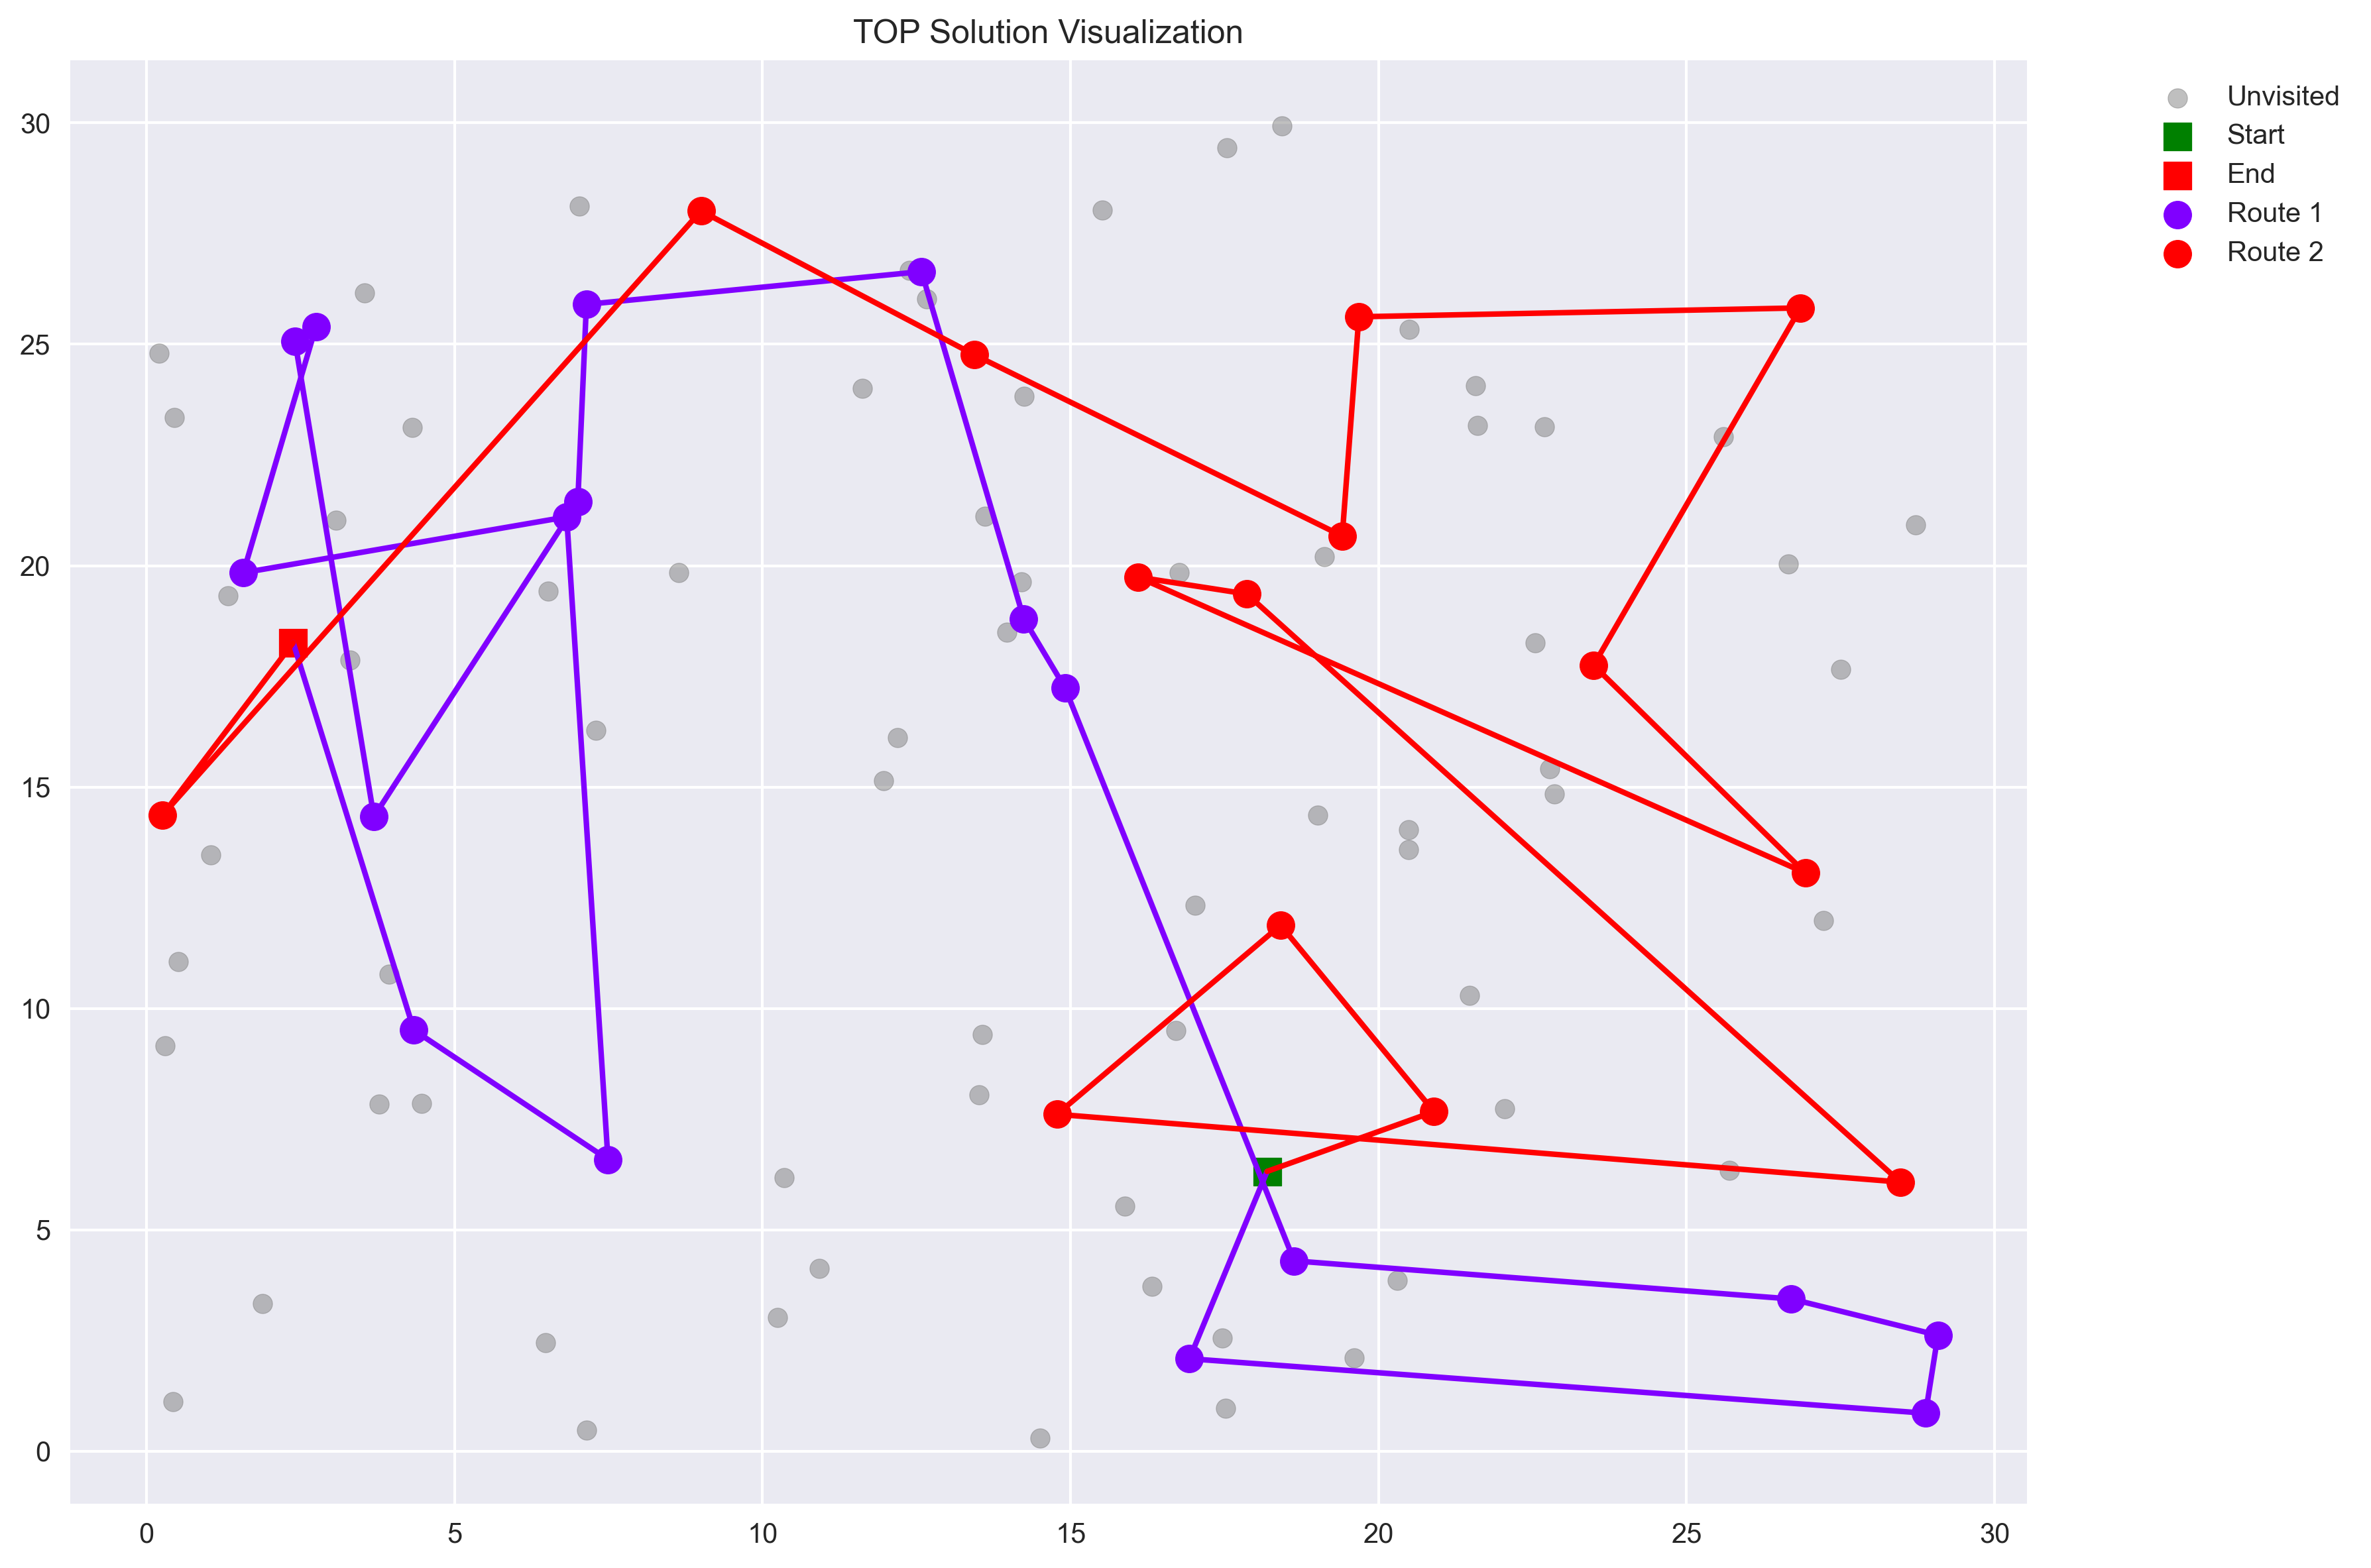 TOP Solution Visualization
30
25
20
15
10
5
0
0 5 10 15 20 25 30
Unvisited
Start
End
Route 1
Route 2